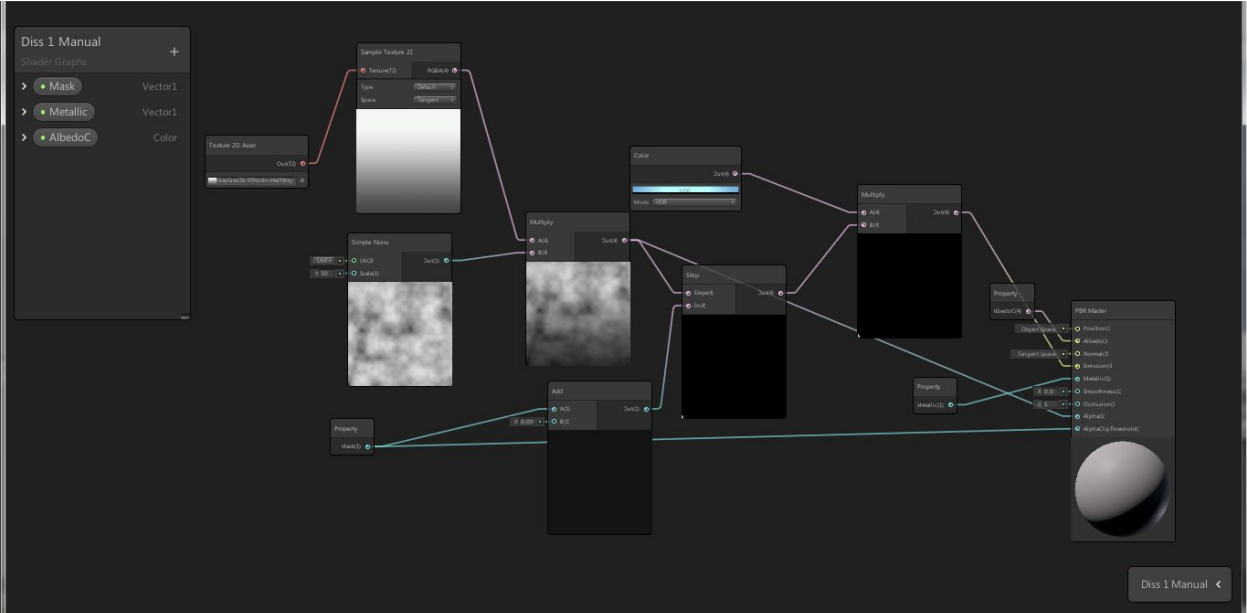 Diss 1 Manual
+
Shader Graphs
Mask Vector1
Metallic Vector1
AlbedoC Color
Texture 2D Asset
Out(T2)
Sample Texture 2D
Texture(T2) RGBA(4)
Type Default
Space Tangent
Simple Noise
UV(2) Out(1)
X 30 Scale(1)
Property
Mask(1)
Multiply
A(4) Out(4)
B(4)
Add
A(1) Out(1)
X 0.00 B(1)
Color
Out(4)
Mode HDR
Step
Edge(4) Out(4)
In(4)
Multiply
A(4) Out(4)
B(4)
Property
Metallic(1)
Property
AlbedoC(4)
PBR Master
Object Space Position(3)
Albedo(3)
Tangent Space Normal(3)
Emission(3)
Metallic(1)
X 0.5 Smoothness(1)
X 1 Occlusion(1)
Alpha(1)
AlphaClipThreshold(
Diss 1 Manual